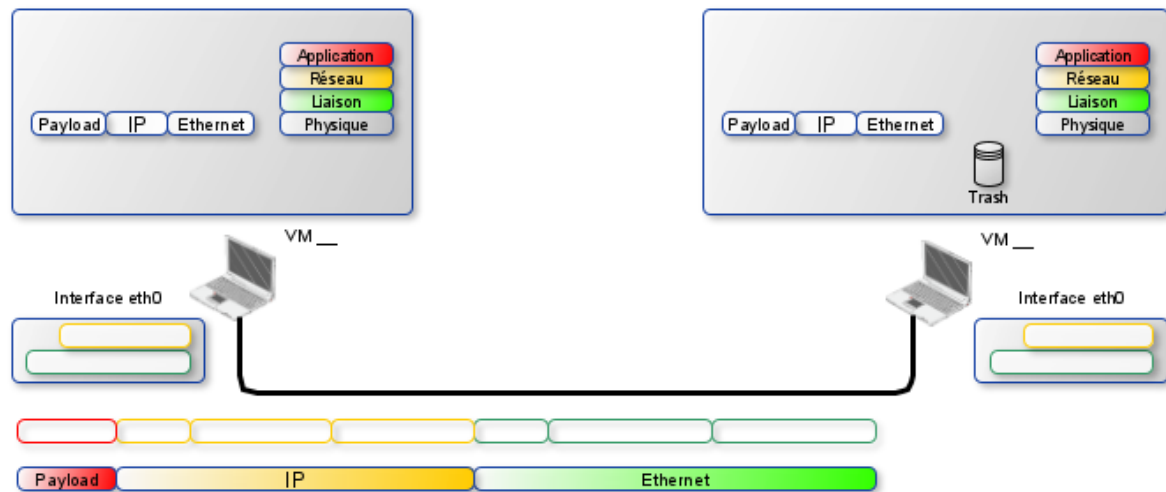 Application
Réseau
Liaison
Physique
Payload IP Ethernet
Application
Réseau
Liaison
Physique
Payload IP Ethernet
Trash
VM __
VM __
Interface eth0
Interface eth0
Payload IP Ethernet